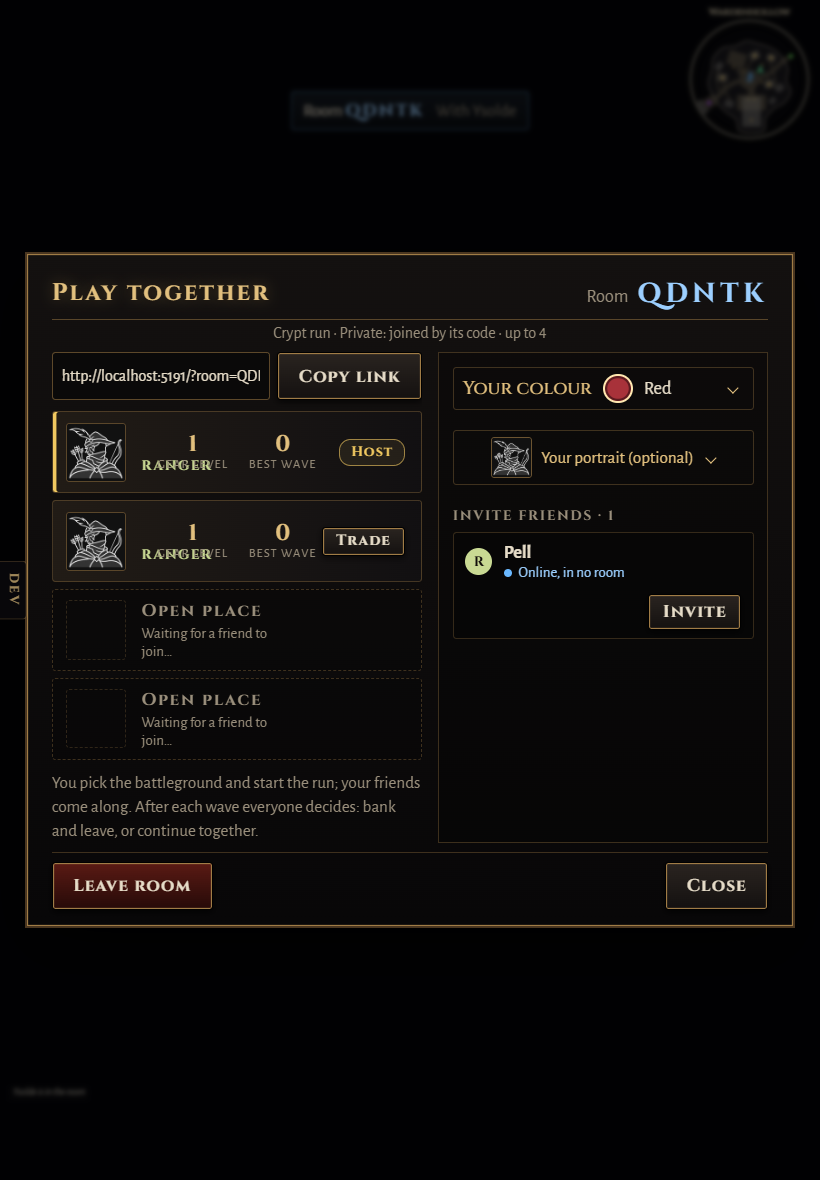 Room QDNTK
PLAY TOGETHER
Room QDNTK
Crypt run · Private: joined by its code · up to 4
http://localhost:5191/?room=QD
COPY LINK
1
0
RANGER
BEST WAVE
HOST
1
0
RANGER
BEST WAVE
TRADE
OPEN PLACE
Waiting for a friend to
join…
OPEN PLACE
Waiting for a friend to
join…
You pick the battleground and start the run; your friends
come along. After each wave everyone decides: bank
and leave, or continue together.
YOUR COLOUR
Red
Your portrait (optional)
INVITE FRIENDS · 1
R
Pell
Online, in no room
INVITE
DEV
LEAVE ROOM
CLOSE